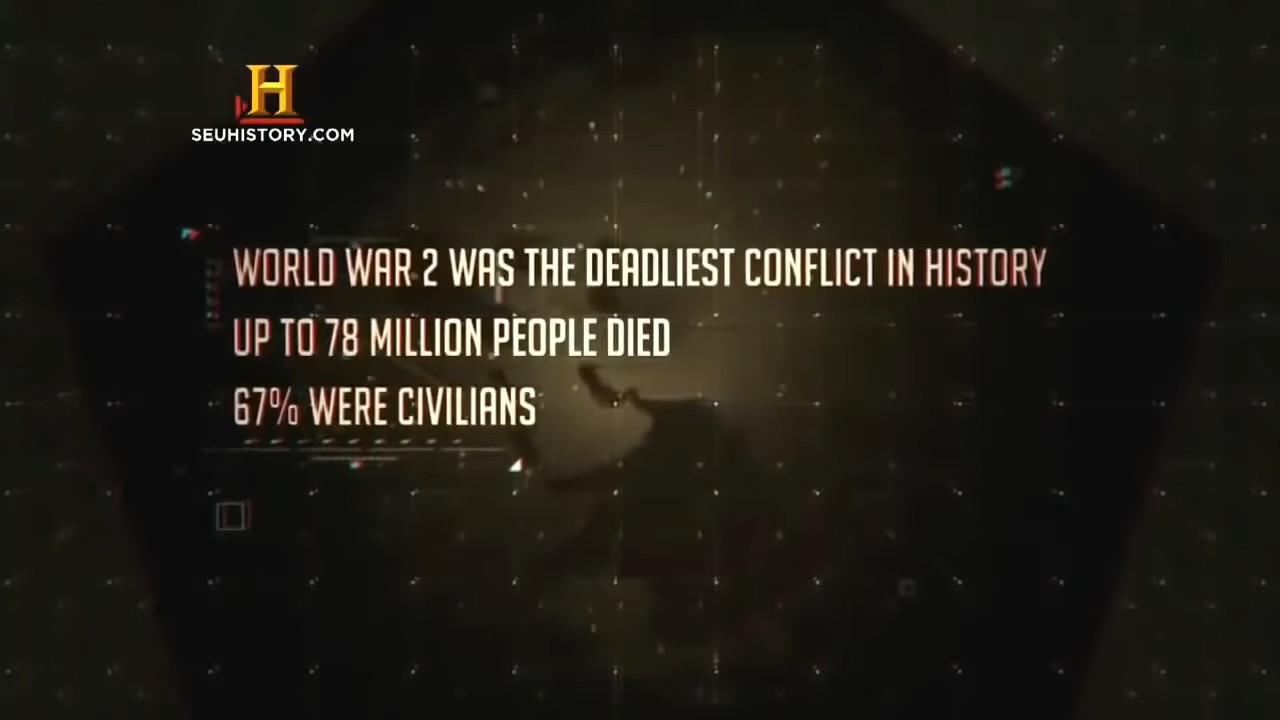 H
SEUHISTORY.COM
WORLD WAR 2 WAS THE DEADLIEST CONFLICT IN HISTORY
UP TO 78 MILLION PEOPLE DIED
67% WERE CIVILIANS